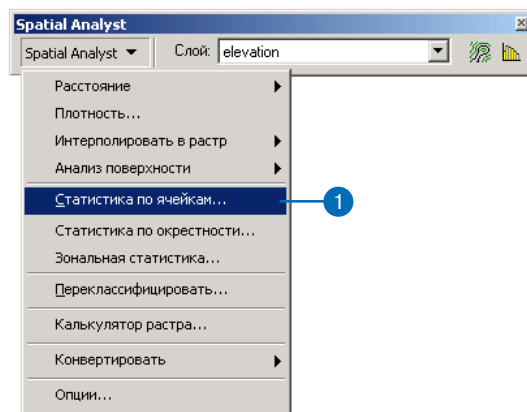 Spatial Analyst
Spatial Analyst Слой: elevation
Расстояние
Плотность...
Интерполировать в растр
Анализ поверхности
Статистика по ячейкам... 1
Статистика по окрестности...
Зональная статистика...
Переклассифицировать...
Калькулятор растра...
Конвертировать
Опции...